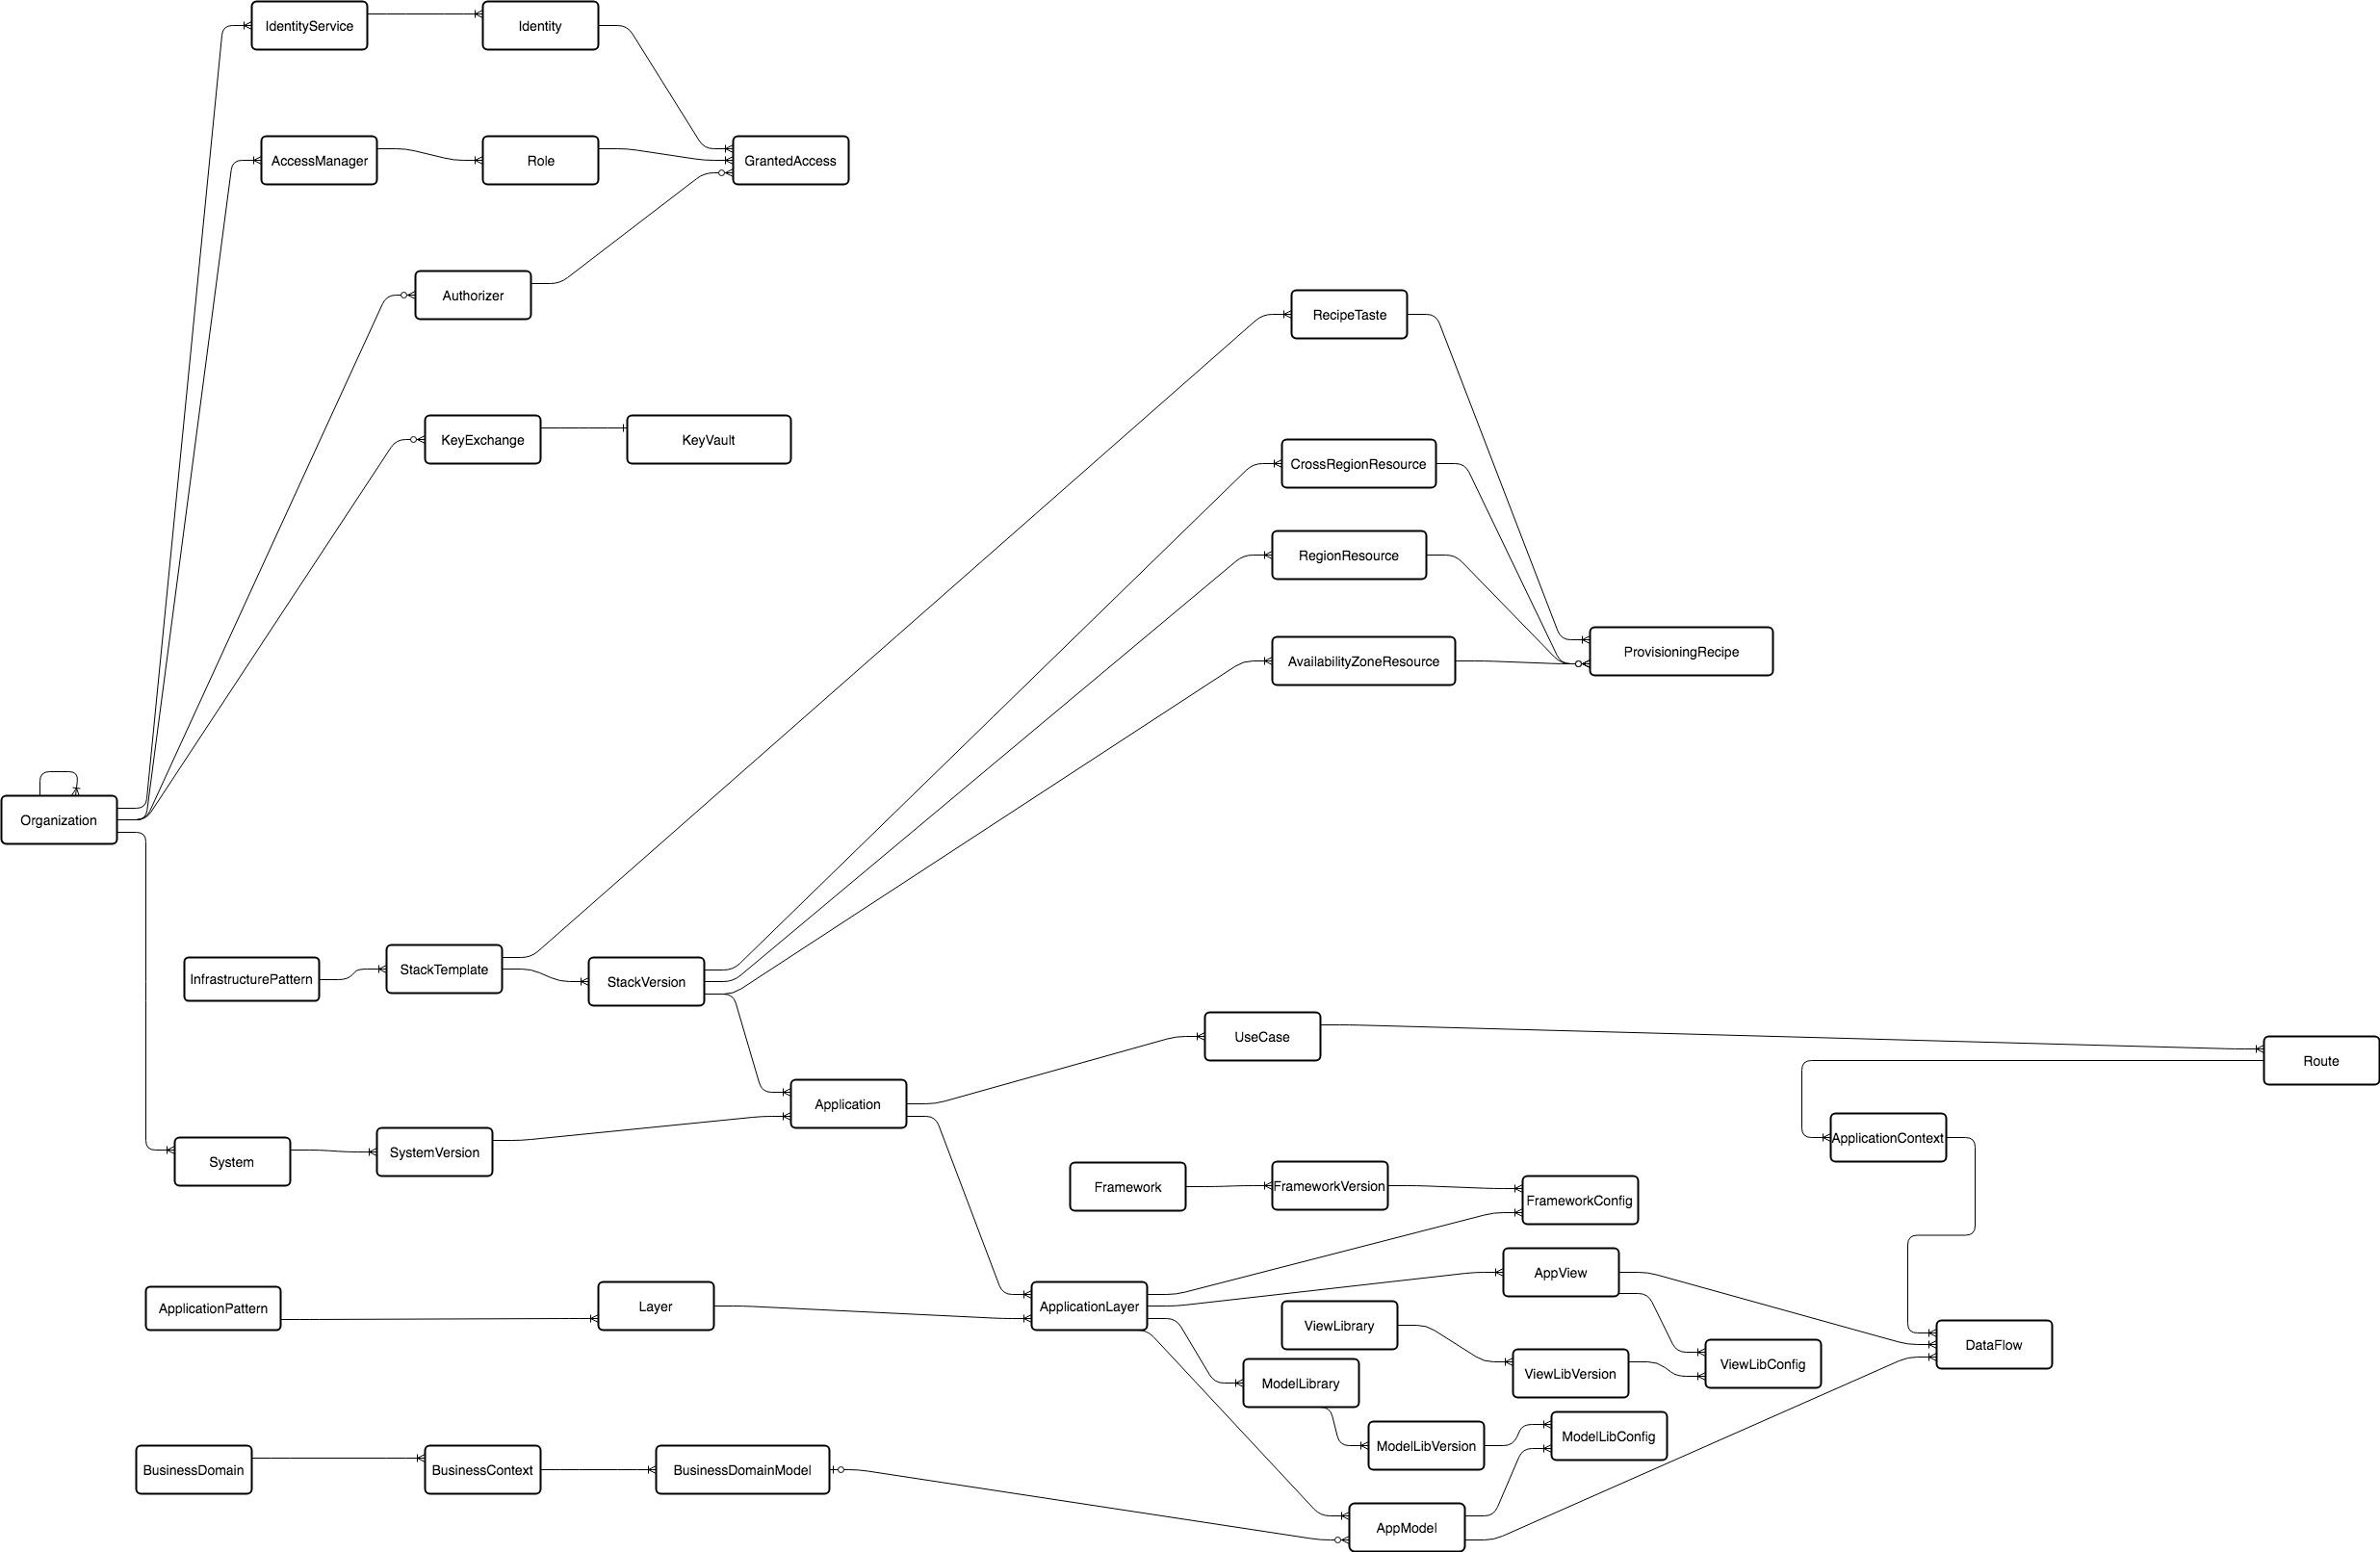 IdentityService
Identity
AccessManager
Role
GrantedAccess
Authorizer
RecipeTaste
KeyExchange
KeyVault
CrossRegionResource
RegionResource
ProvisioningRecipe
AvailabilityZoneResource
Organization
InfrastructurePattern
StackTemplate
StackVersion
UseCase
Route
Application
ApplicationContext
System
SystemVersion
Framework
FrameworkVersion
FrameworkConfig
AppView
ApplicationPattern
Layer
ApplicationLayer
ViewLibrary
DataFlow
ViewLibVersion
ViewLibConfig
ModelLibrary
ModelLibVersion
ModelLibConfig
BusinessDomain
BusinessContext
BusinessDomainModel
AppModel